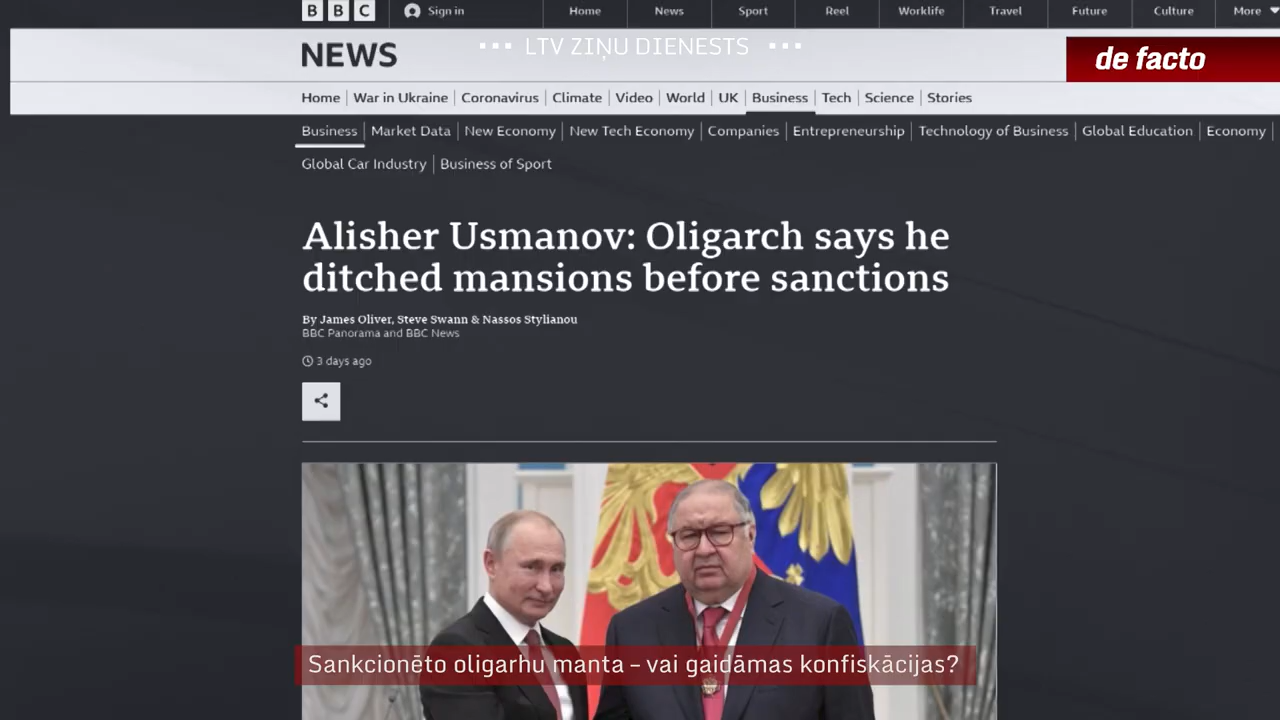 BBC
Sign in
Home
News
Sport
Reel
Worklife
Travel
Future
Culture
More
NEWS
LTV ZIŅU DIENESTS
de facto
Home
War in Ukraine
Coronavirus
Climate
Video
World
UK
Business
Tech
Science
Stories
Business
Market Data
New Economy
New Tech Economy
Companies
Entrepreneurship
Technology of Business
Global Education
Economy
Global Car Industry
Business of Sport
Alisher Usmanov: Oligarch says he
ditched mansions before sanctions
By James Oliver, Steve Swann & Nassos Stylianou
BBC Panorama and BBC News
3 days ago
Sankcionēto oligarhu manta – vai gaidāmas konfiskācijas?